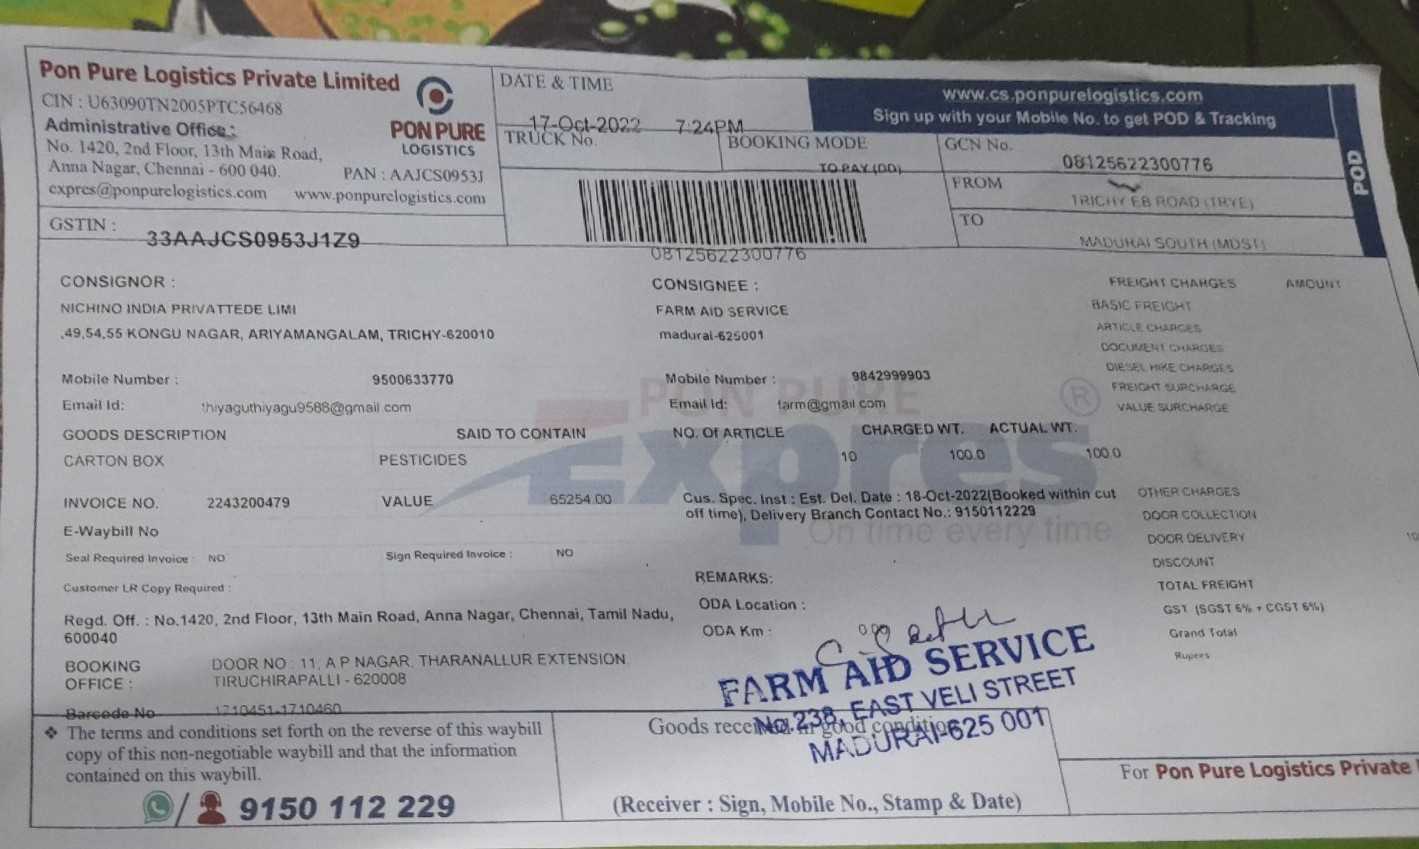 Pon Pure Logistics Private Limited
CIN : U63090TN2005PTC56468
Administrative Office :
No. 1420, 2nd Floor, 13th Main Road,
Anna Nagar, Chennai - 600 040.
PAN : AAJCS0953J
expres@ponpurelogistics.com www.ponpurelogistics.com
PON PURE
LOGISTICS
GSTIN : 33AAJCS0953J1Z9
DATE & TIME
17-Oct-2022 7:24PM
TRUCK No.
BOOKING MODE
TO PAY (DD)
08125622300776
www.cs.ponpurelogistics.com
Sign up with your Mobile No. to get POD & Tracking
GCN No.
08125622300776
FROM
TRICHY EB ROAD (TRYE)
TO
MADURAI SOUTH (MDST)
POD
CONSIGNOR :
NICHINO INDIA PRIVATTEDE LIMI
,49,54,55 KONGU NAGAR, ARIYAMANGALAM, TRICHY-620010
Mobile Number : 9500633770
Email Id: thiyaguthiyagu9588@gmail.com
CONSIGNEE :
FARM AID SERVICE
madurai-625001
Mobile Number : 9842999903
Email Id: farm@gmail.com
FREIGHT CHARGES AMOUNT
BASIC FREIGHT
ARTICLE CHARGES
DOCUMENT CHARGES
DIESEL HIKE CHARGES
FREIGHT SURCHARGE
VALUE SURCHARGE
PON PURE
Expres ®
On time every time
GOODS DESCRIPTION SAID TO CONTAIN NO. Of ARTICLE CHARGED WT. ACTUAL WT.
CARTON BOX PESTICIDES 10 100.0 100.0
INVOICE NO. 2243200479 VALUE 65254.00
E-Waybill No
Seal Required Invoice : NO Sign Required Invoice : NO
Customer LR Copy Required :
Cus. Spec. Inst : Est. Del. Date : 18-Oct-2022(Booked within cut
off time), Delivery Branch Contact No.: 9150112229
REMARKS:
ODA Location :
ODA Km :
OTHER CHARGES
DOOR COLLECTION
DOOR DELIVERY
DISCOUNT
TOTAL FREIGHT
GST (SGST 6% + CGST 6%)
Grand Total
Rupees
Regd. Off. : No.1420, 2nd Floor, 13th Main Road, Anna Nagar, Chennai, Tamil Nadu,
600040
BOOKING
OFFICE :
DOOR NO : 11, A P NAGAR, THARANALLUR EXTENSION
TIRUCHIRAPALLI - 620008
Barcode No 1710451-1710460
FARM AID SERVICE
No.238, EAST VELI STREET
MADURAI-625 001
❖ The terms and conditions set forth on the reverse of this waybill
copy of this non-negotiable waybill and that the information
contained on this waybill.
9150 112 229
Goods received in good condition
(Receiver : Sign, Mobile No., Stamp & Date)
For Pon Pure Logistics Private